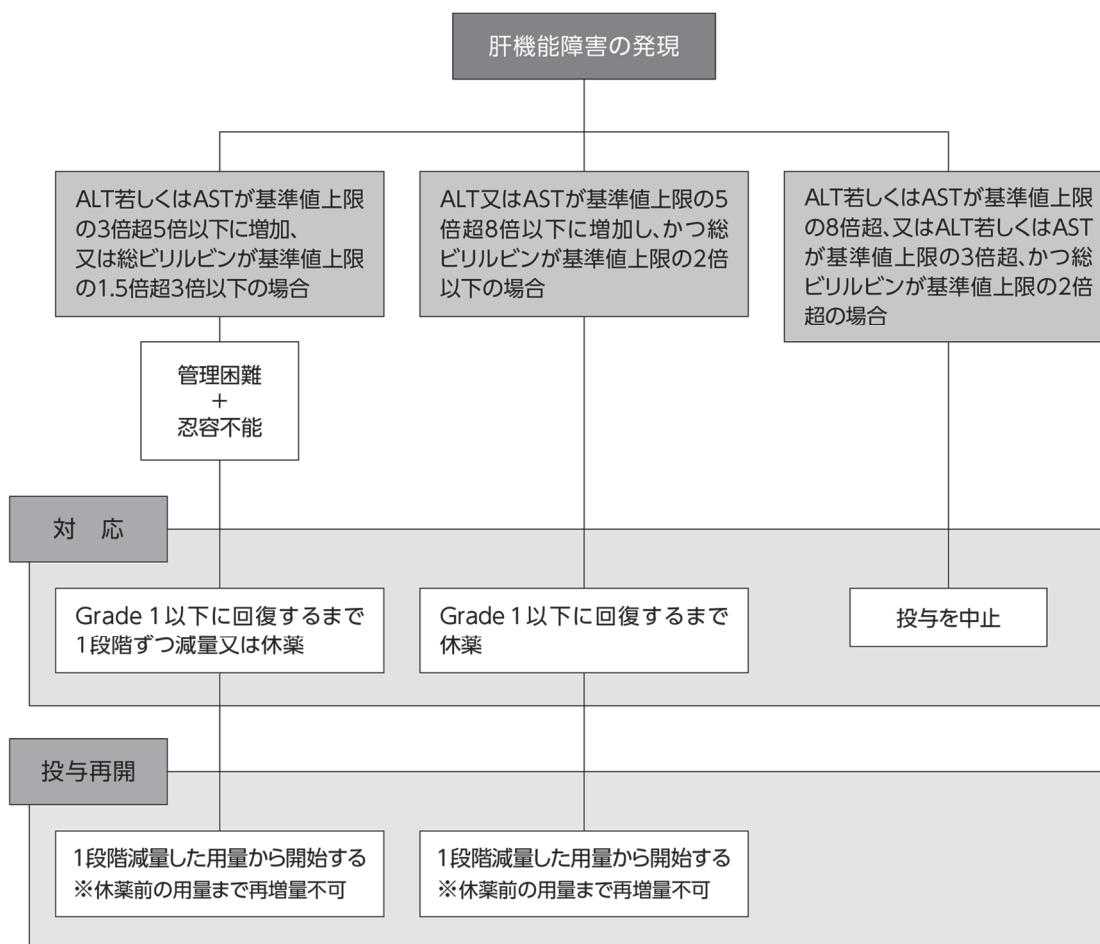 肝機能障害の発現
ALT若しくはASTが基準値上限
の3倍超5倍以下に増加、
又は総ビリルビンが基準値上限
の1.5倍超3倍以下の場合
ALT又はASTが基準値上限の5
倍超8倍以下に増加し、かつ総
ビリルビンが基準値上限の2倍
以下の場合
ALT若しくはASTが基準値上限
の8倍超、又はALT若しくはAST
が基準値上限の3倍超、かつ総
ビリルビンが基準値上限の2倍
超の場合
管理困難
+
忍容不能
対 応
Grade 1以下に回復するまで
1段階ずつ減量又は休薬
Grade 1以下に回復するまで
休薬
投与を中止
投与再開
1段階減量した用量から開始する
※休薬前の用量まで再増量不可
1段階減量した用量から開始する
※休薬前の用量まで再増量不可